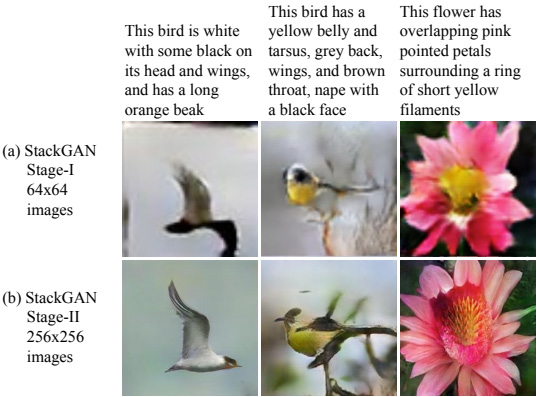 This bird is white
with some black on
its head and wings,
and has a long
orange beak
This bird has a
yellow belly and
tarsus, grey back,
wings, and brown
throat, nape with
a black face
This flower has
overlapping pink
pointed petals
surrounding a ring
of short yellow
filaments
(a) StackGAN
Stage-I
64x64
images
(b) StackGAN
Stage-II
256x256
images